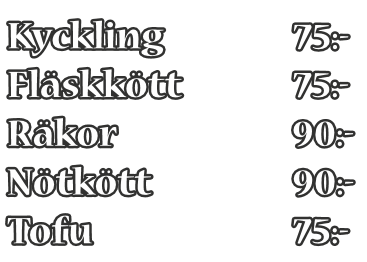 Kyckling 75:-
Fläskkött 75:-
Räkor 90:-
Nötkött 90:-
Tofu 75:-